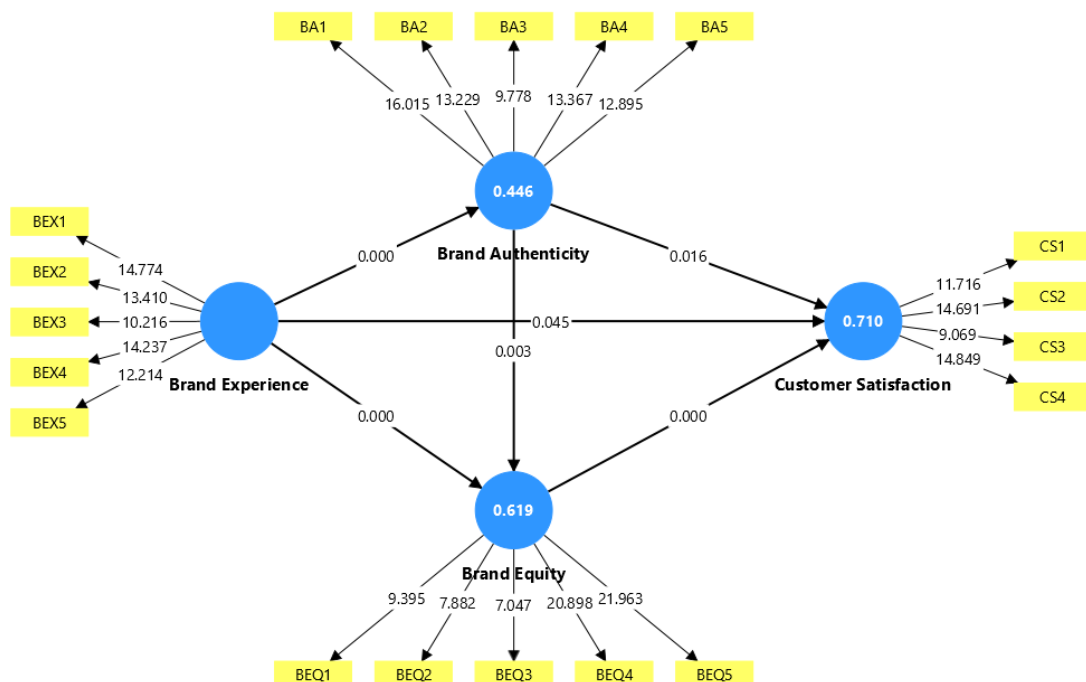 BA1 BA2 BA3 BA4 BA5
16.015 13.229 9.778 13.367 12.895
0.446
Brand Authenticity
BEX1
BEX2
BEX3
BEX4
BEX5
14.774
13.410
10.216
14.237
12.214
Brand Experience
0.000
0.016
0.045
0.003
0.000
0.000
0.710
Customer Satisfaction
11.716
14.691
9.069
14.849
CS1
CS2
CS3
CS4
0.619
Brand Equity
9.395 7.882 7.047 20.898 21.963
BEQ1 BEQ2 BEQ3 BEQ4 BEQ5